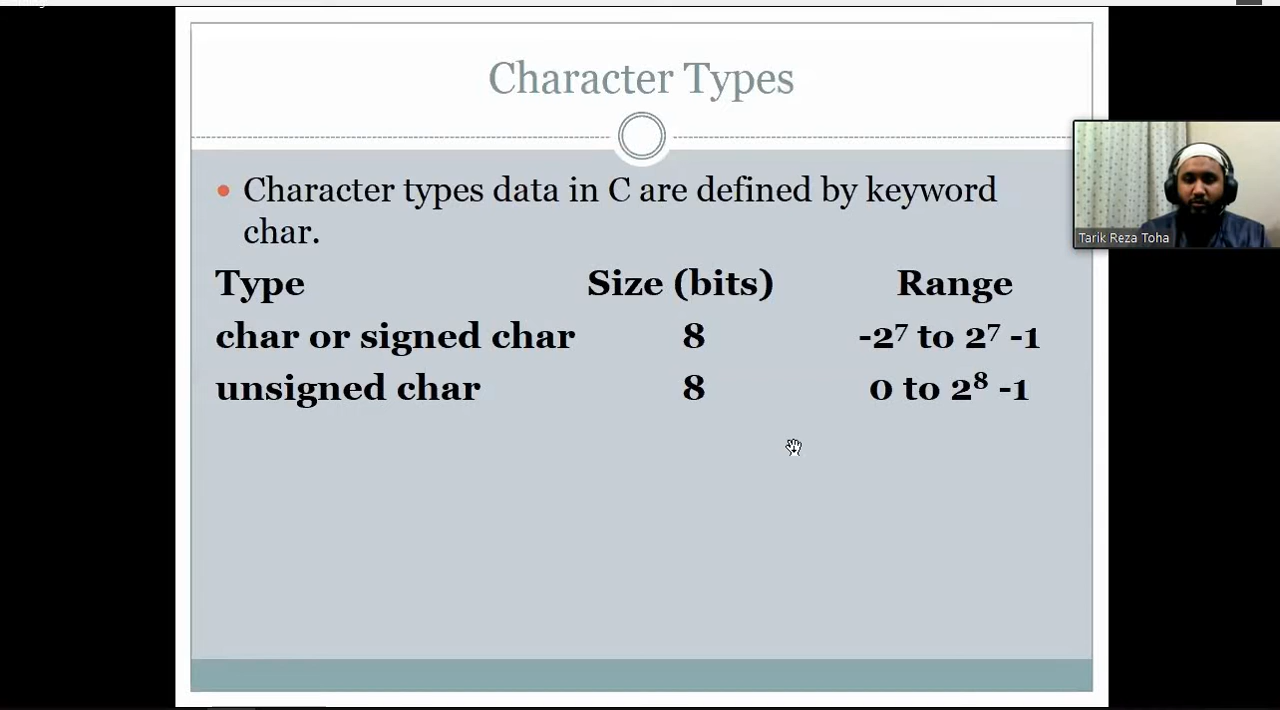 Character Types
• Character types data in C are defined by keyword
char.
Type Size (bits) Range
char or signed char 8 -2⁷ to 2⁷ -1
unsigned char 8 0 to 2⁸ -1
Tarik Reza Toha